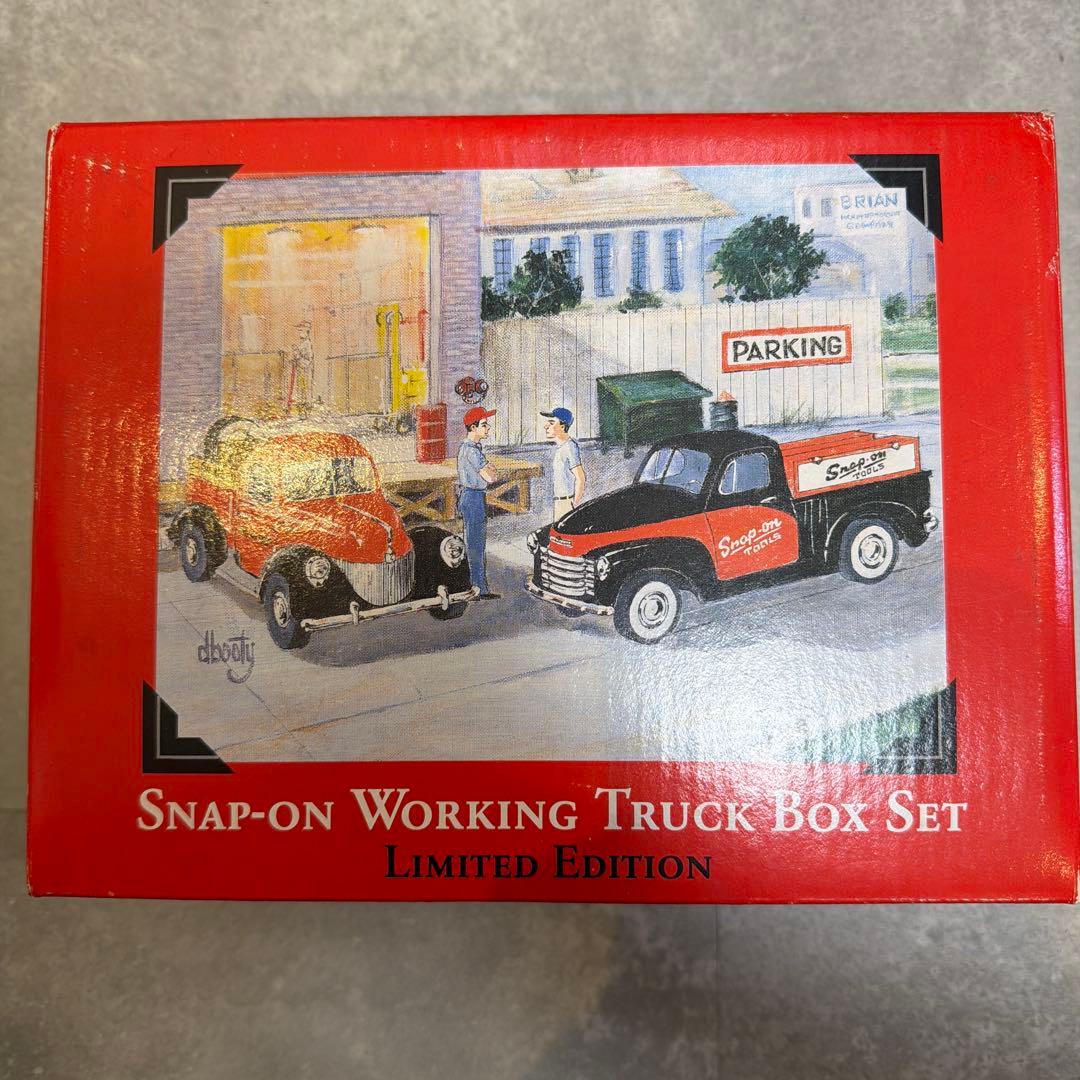 BRIAN
PARKING
Snap-on
TOOLS
Snap-on
TOOLS
dbooty
SNAP-ON WORKING TRUCK BOX SET
LIMITED EDITION